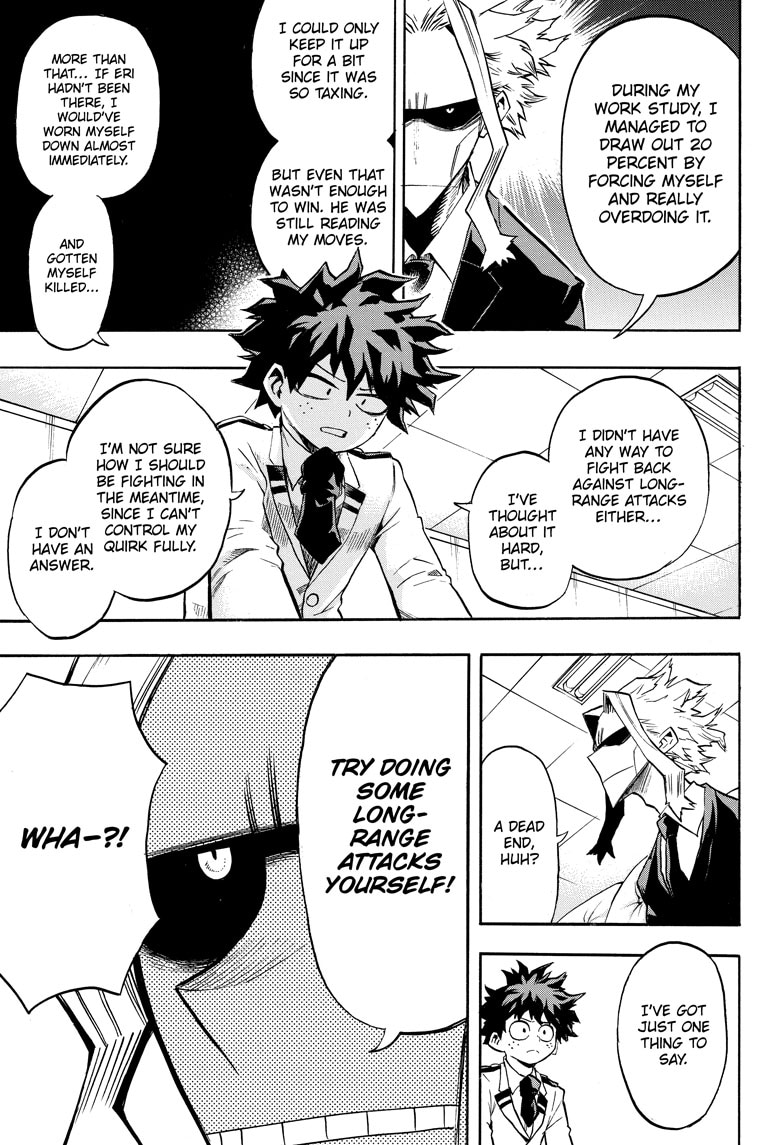 DURING MY
WORK STUDY, I
MANAGED TO
DRAW OUT 20
PERCENT BY
FORCING MYSELF
AND REALLY
OVERDOING IT.
I COULD ONLY
KEEP IT UP
FOR A BIT
SINCE IT WAS
SO TAXING.
BUT EVEN THAT
WASN'T ENOUGH
TO WIN. HE WAS
STILL READING
MY MOVES.
MORE THAN
THAT... IF ERI
HADN'T BEEN
THERE, I
WOULD'VE
WORN MYSELF
DOWN ALMOST
IMMEDIATELY.
AND
GOTTEN
MYSELF
KILLED...
I DIDN'T HAVE
ANY WAY TO
FIGHT BACK
AGAINST LONG-
RANGE ATTACKS
EITHER...
I'VE
THOUGHT
ABOUT IT
HARD,
BUT...
I'M NOT SURE
HOW I SHOULD
BE FIGHTING
IN THE
MEANTIME,
SINCE I CAN'T
CONTROL MY
QUIRK FULLY.
I DON'T
HAVE AN
ANSWER.
A DEAD
END,
HUH?
I'VE GOT
JUST ONE
THING TO
SAY.
TRY DOING
SOME
LONG-
RANGE
ATTACKS
YOURSELF!
WHA-?!